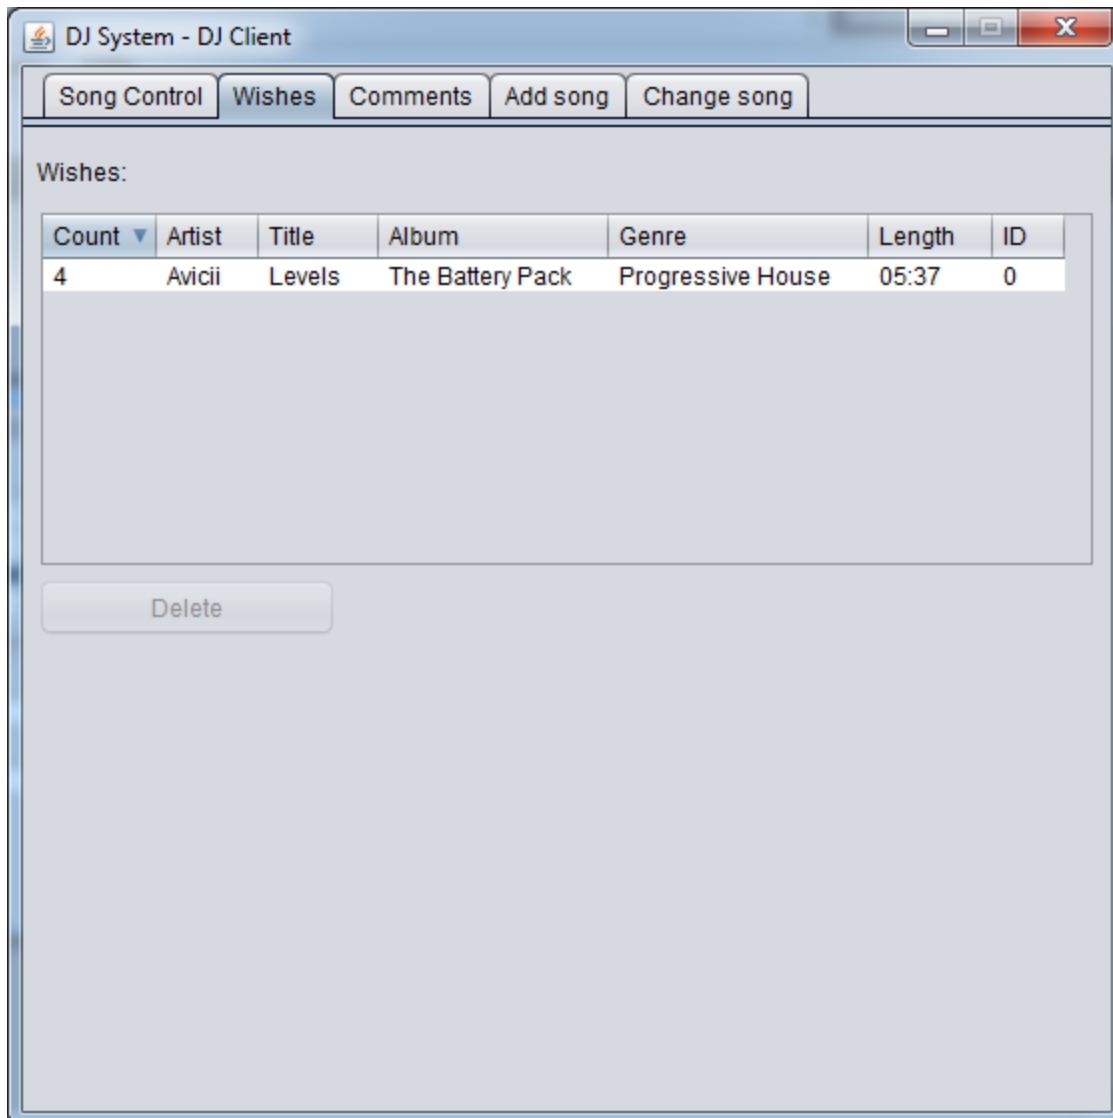 DJ System - DJ Client
Song Control Wishes Comments Add song Change song
Wishes:
Count Artist Title Album Genre Length ID
4 Avicii Levels The Battery Pack Progressive House 05:37 0
Delete